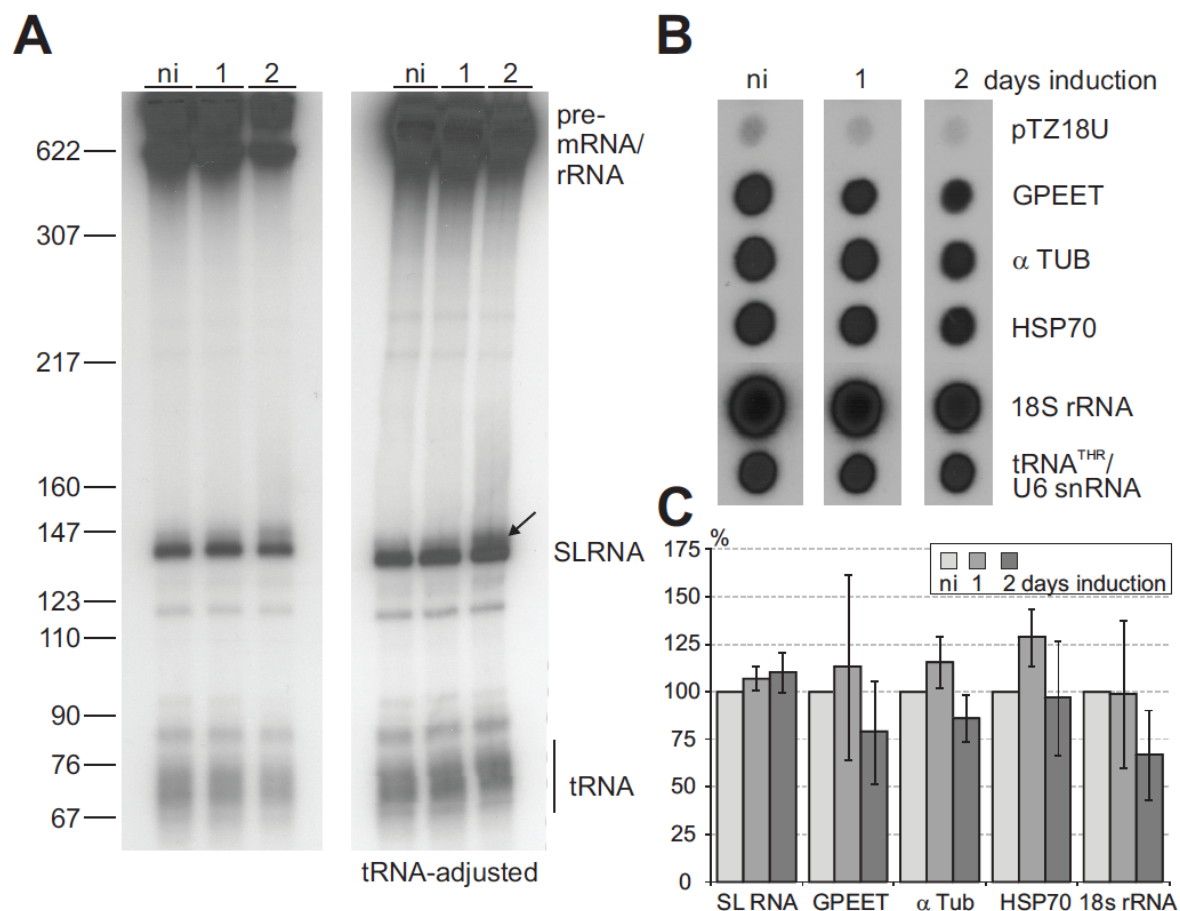 A
ni 1 2
ni 1 2
622
307
217
160
147
123
110
90
76
67
pre-
mRNA/
rRNA
SLRNA
tRNA
tRNA-adjusted
B
ni 1 2 days induction
pTZ18U
GPEET
α TUB
HSP70
18S rRNA
tRNATHR/
U6 snRNA
C
%
175
150
125
100
75
50
25
0
ni 1 2 days induction
SL RNA GPEET α Tub HSP70 18s rRNA